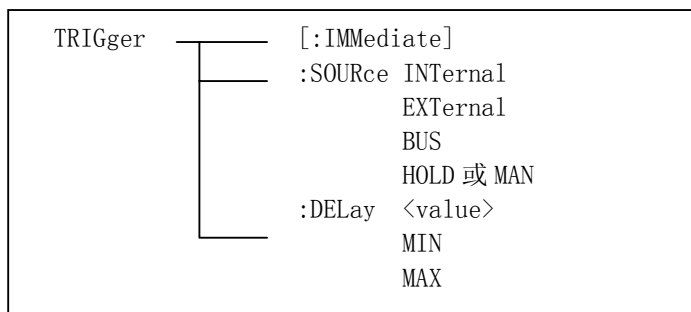 TRIGger [:IMMediate]
:SOURce INTernal
EXTernal
BUS
HOLD 或 MAN
:DELay <value>
MIN
MAX